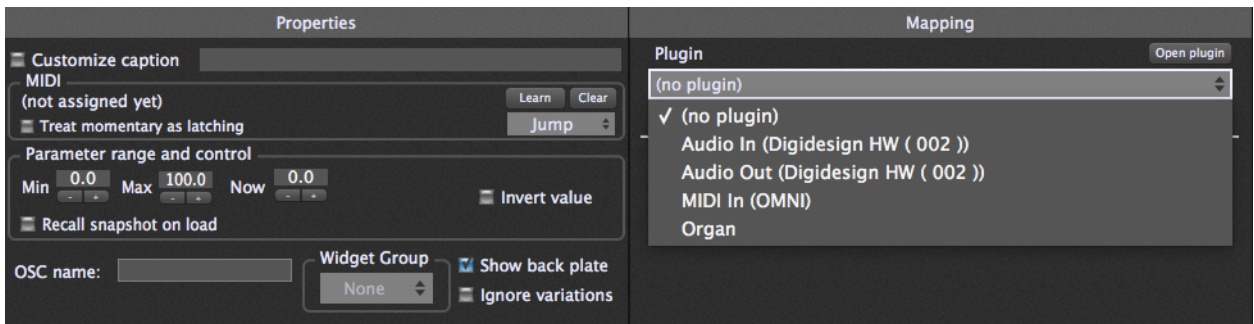 Properties
Customize caption
MIDI
(not assigned yet)
Learn
Clear
Treat momentary as latching
Jump
Parameter range and control
Min 0.0 Max 100.0 Now 0.0
- + - + - +
Invert value
Recall snapshot on load
OSC name:
Widget Group
None
Show back plate
Ignore variations
Mapping
Plugin
Open plugin
(no plugin)
✓ (no plugin)
Audio In (Digidesign HW ( 002 ))
Audio Out (Digidesign HW ( 002 ))
MIDI In (OMNI)
Organ